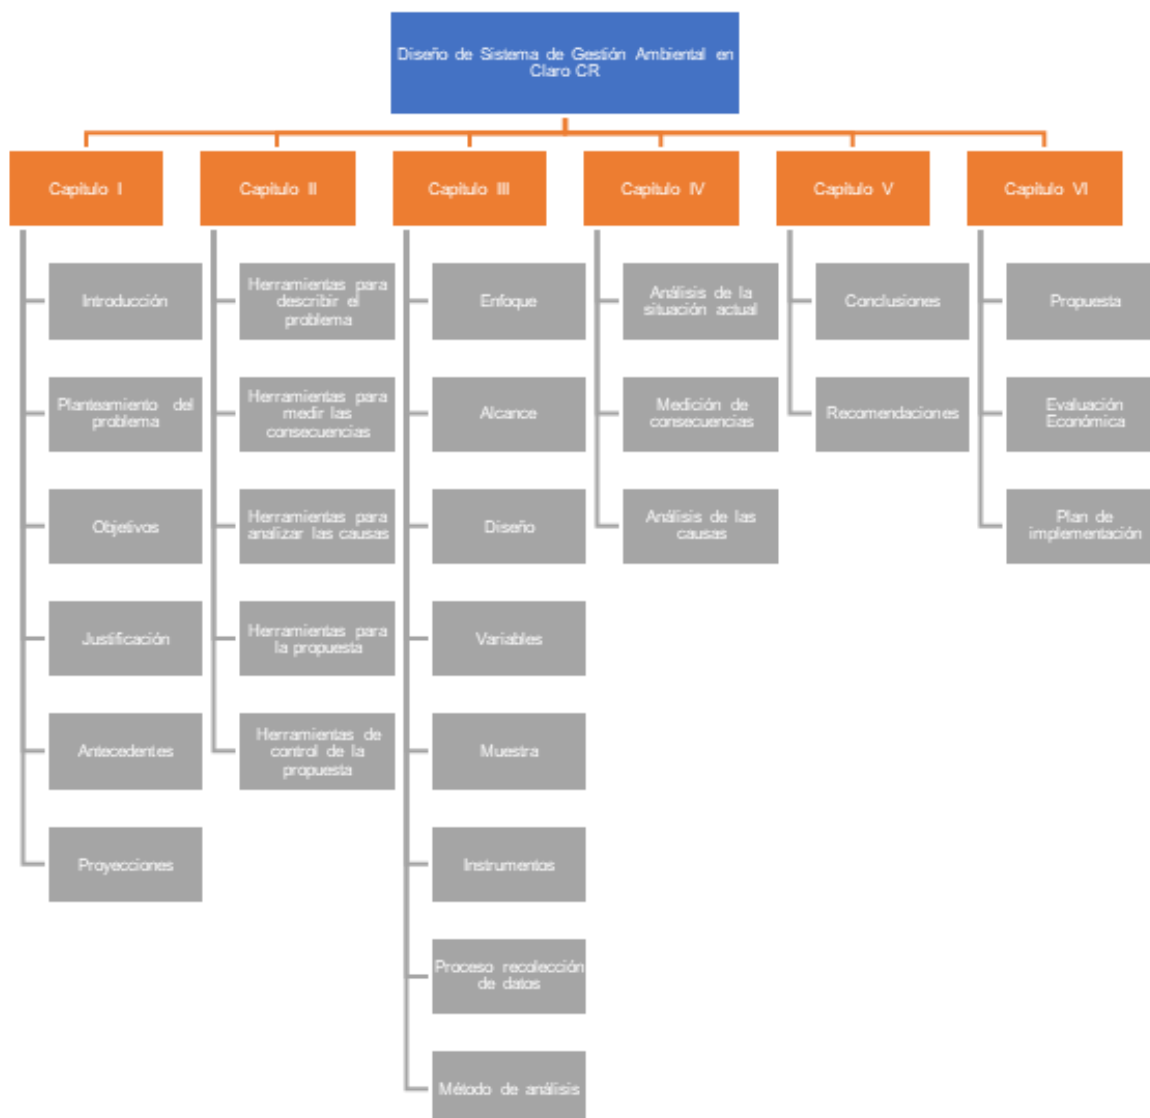 Diseño de Sistema de Gestión Ambiental en
Claro CR
Capítulo I
Introducción
Planteamiento del
problema
Objetivos
Justificación
Antecedentes
Proyecciones
Capítulo II
Herramientas para
describir el
problema
Herramientas para
medir las
consecuencias
Herramientas para
analizar las causas
Herramientas para
la propuesta
Herramientas de
control de la
propuesta
Capítulo III
Enfoque
Alcance
Diseño
Variables
Muestra
Instrumentos
Proceso recolección
de datos
Método de análisis
Capítulo IV
Análisis de la
situación actual
Medición de
consecuencias
Análisis de las
causas
Capítulo V
Conclusiones
Recomendaciones
Capítulo VI
Propuesta
Evaluación
Económica
Plan de
implementación